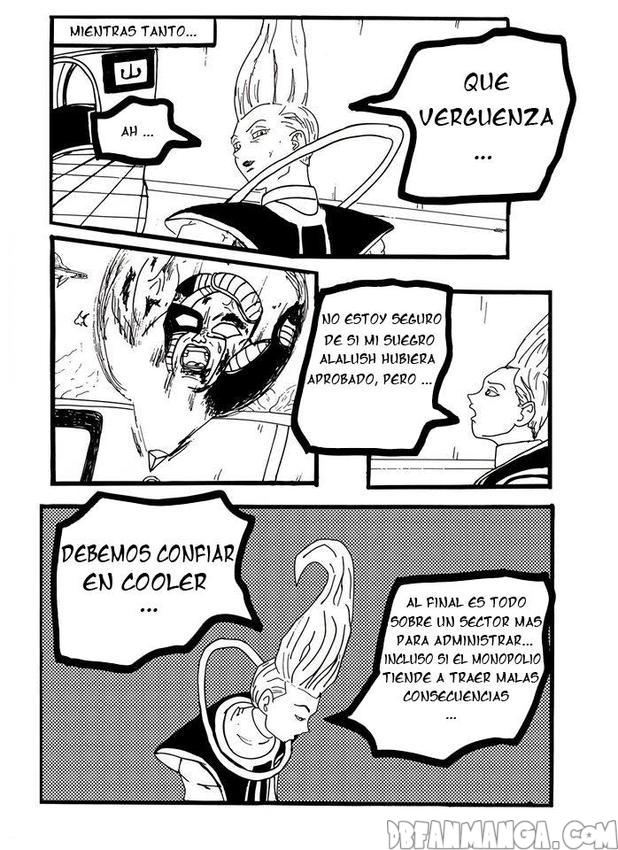 MIENTRAS TANTO...
AH ...
QUE
VERGUENZA
...
NO ESTOY SEGURO
DE SI MI SUEGRO
ALALUSH HUBIERA
APROBADO, PERO ...
DEBEMOS CONFIAR
EN COOLER
...
AL FINAL ES TODO
SOBRE UN SECTOR MAS
PARA ADMINISTRAR...
INCLUSO SI EL MONOPOLIO
TIENDE A TRAER MALAS
CONSECUENCIAS
...
DBFANMANGA.COM